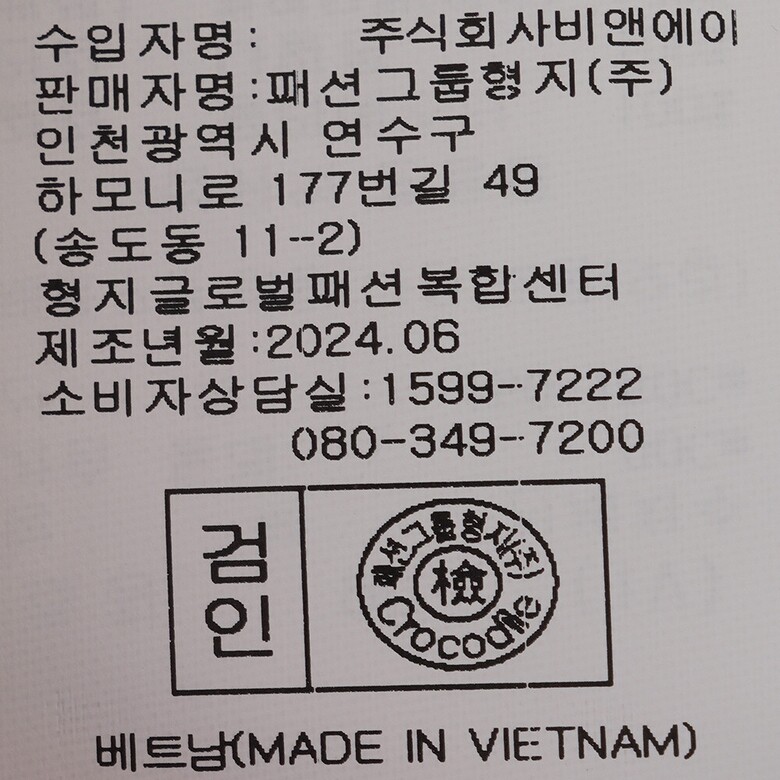 수입자명: 주식회사비앤에이
판매자명:패션그룹형지(주)
인천광역시 연수구
하모니로 177번길 49
(송도동 11-2)
형지글로벌패션복합센터
제조년월:2024.06
소비자상담실:1599-7222
080-349-7200
검인
패션그룹형지(주)
檢
Crocodile
베트남(MADE IN VIETNAM)